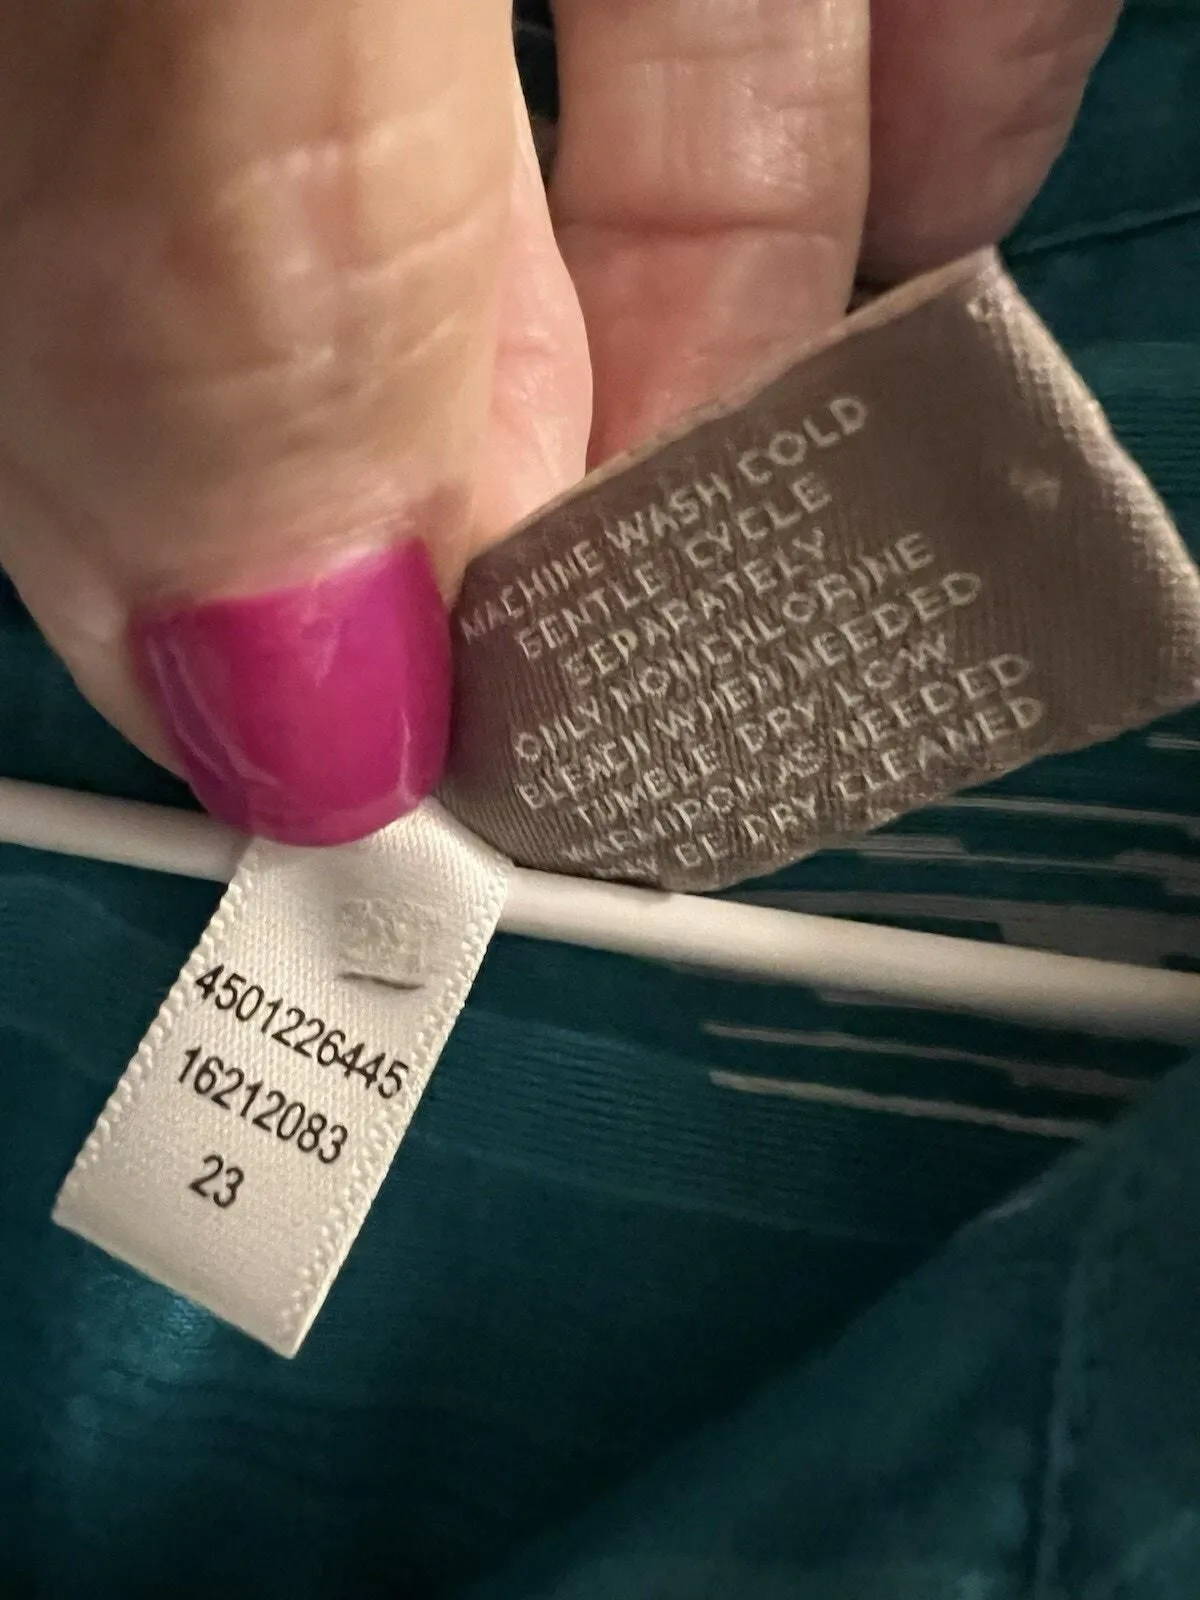 MACHINE WASH COLD
GENTLE CYCLE
SEPARATELY
ONLY NONCHLORINE
BLEACH WHEN NEEDED
TUMBLE DRY LOW
WARM IRON AS NEEDED
MAY BE DRY CLEANED
4501226445
16212083
23